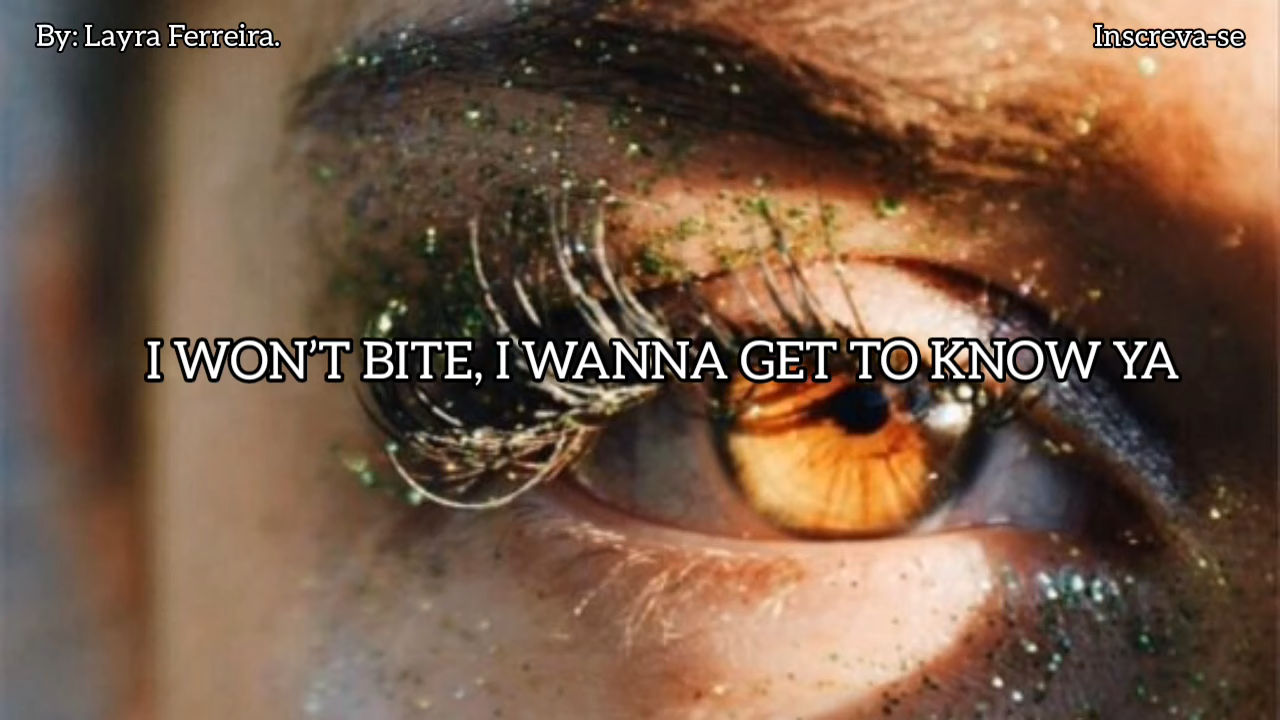 By: Layra Ferreira.
Inscreva-se
I WON'T BITE, I WANNA GET TO KNOW YA